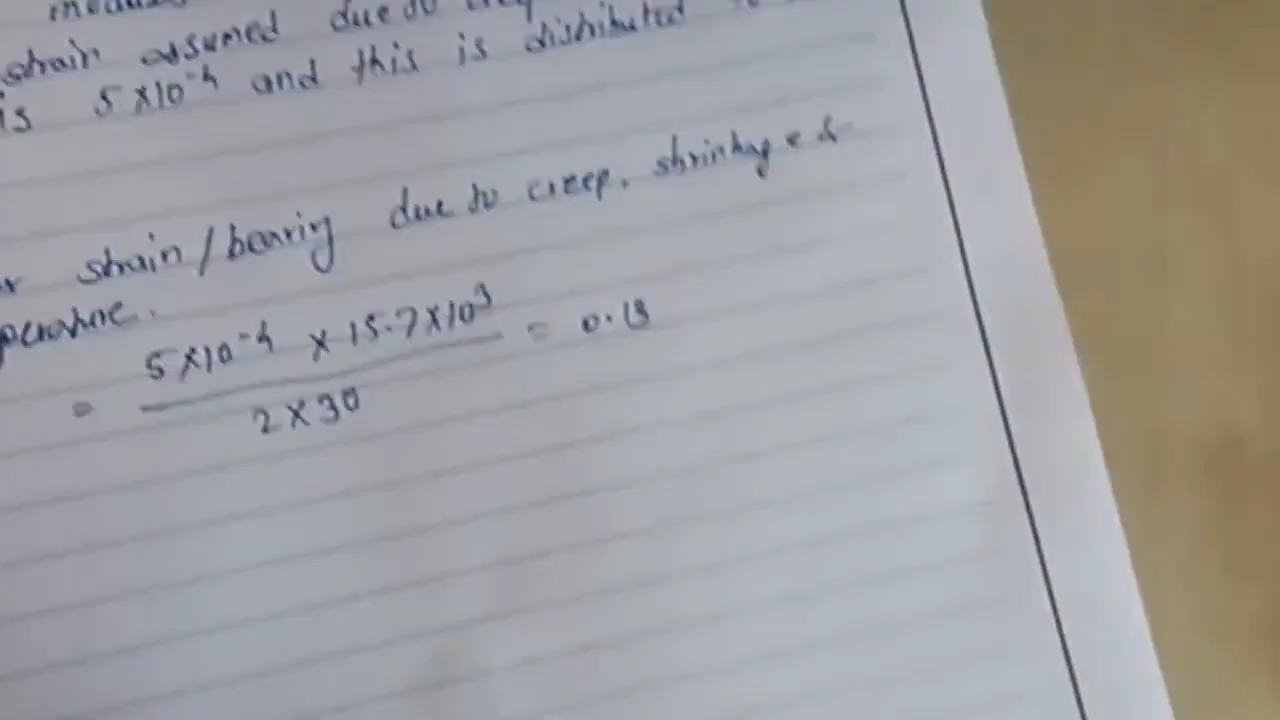 strain assumed due to
is 5×10⁻⁴ and this is distributed
strain/bearing due to creep, shrinkage &
= 5×10⁻⁴ × 15.7×10³ = 0.13
2×30